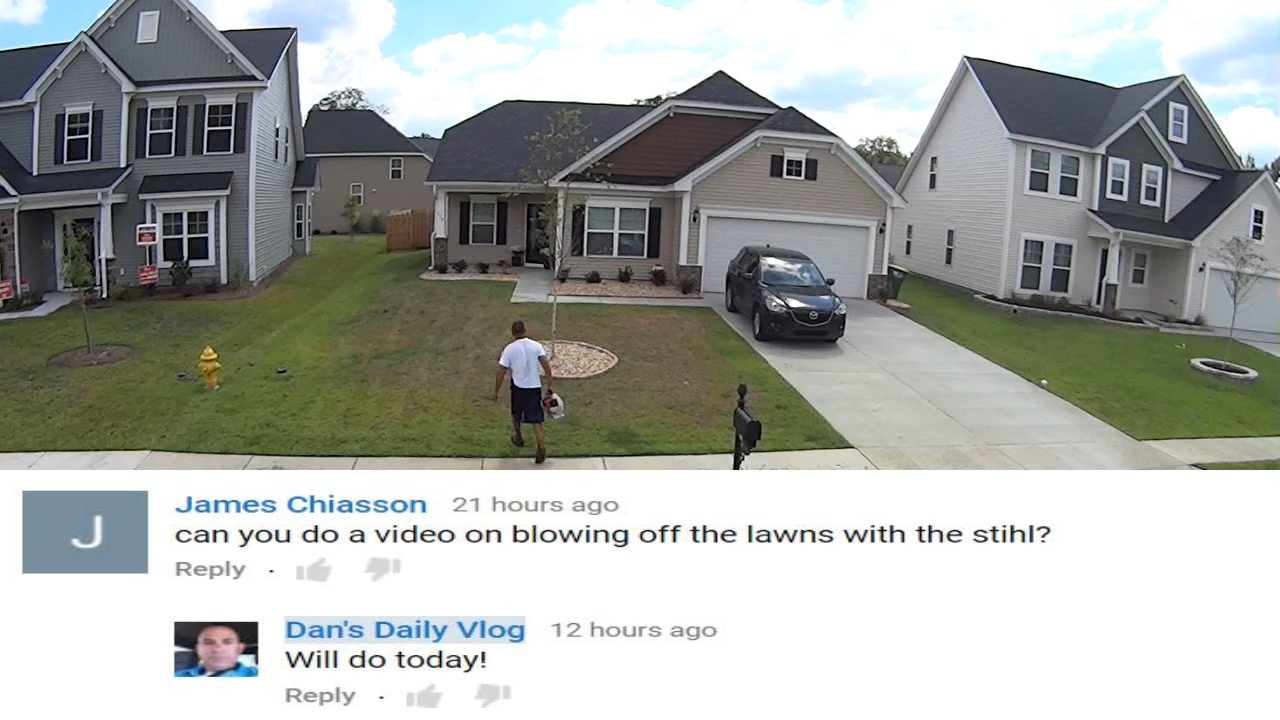 James Chiasson 21 hours ago
can you do a video on blowing off the lawns with the stihl?
Reply ·
Dan's Daily Vlog 12 hours ago
Will do today!
Reply ·
J